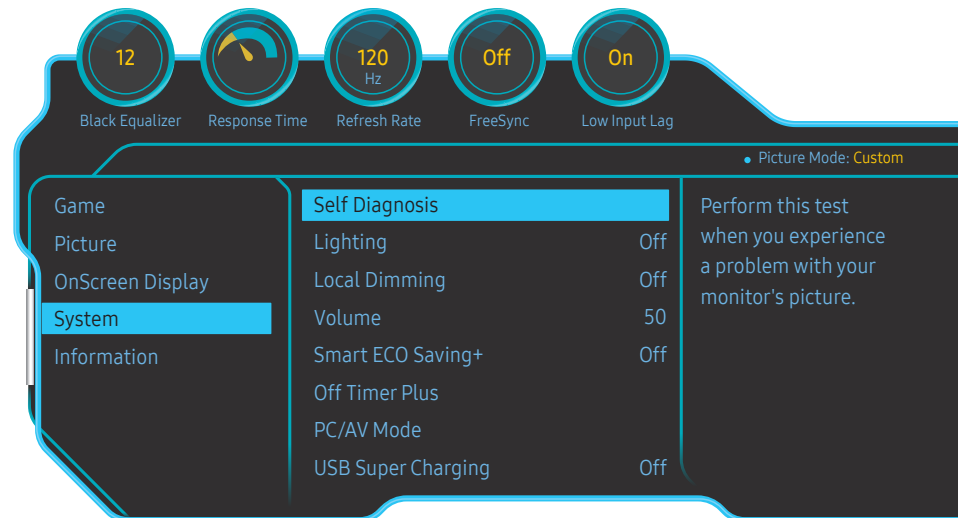 12
120
Hz
Off
On
Black Equalizer
Response Time
Refresh Rate
FreeSync
Low Input Lag
Picture Mode: Custom
Game
Picture
OnScreen Display
System
Information
Self Diagnosis
Lighting Off
Local Dimming Off
Volume 50
Smart ECO Saving+ Off
Off Timer Plus
PC/AV Mode
USB Super Charging Off
Perform this test
when you experience
a problem with your
monitor's picture.